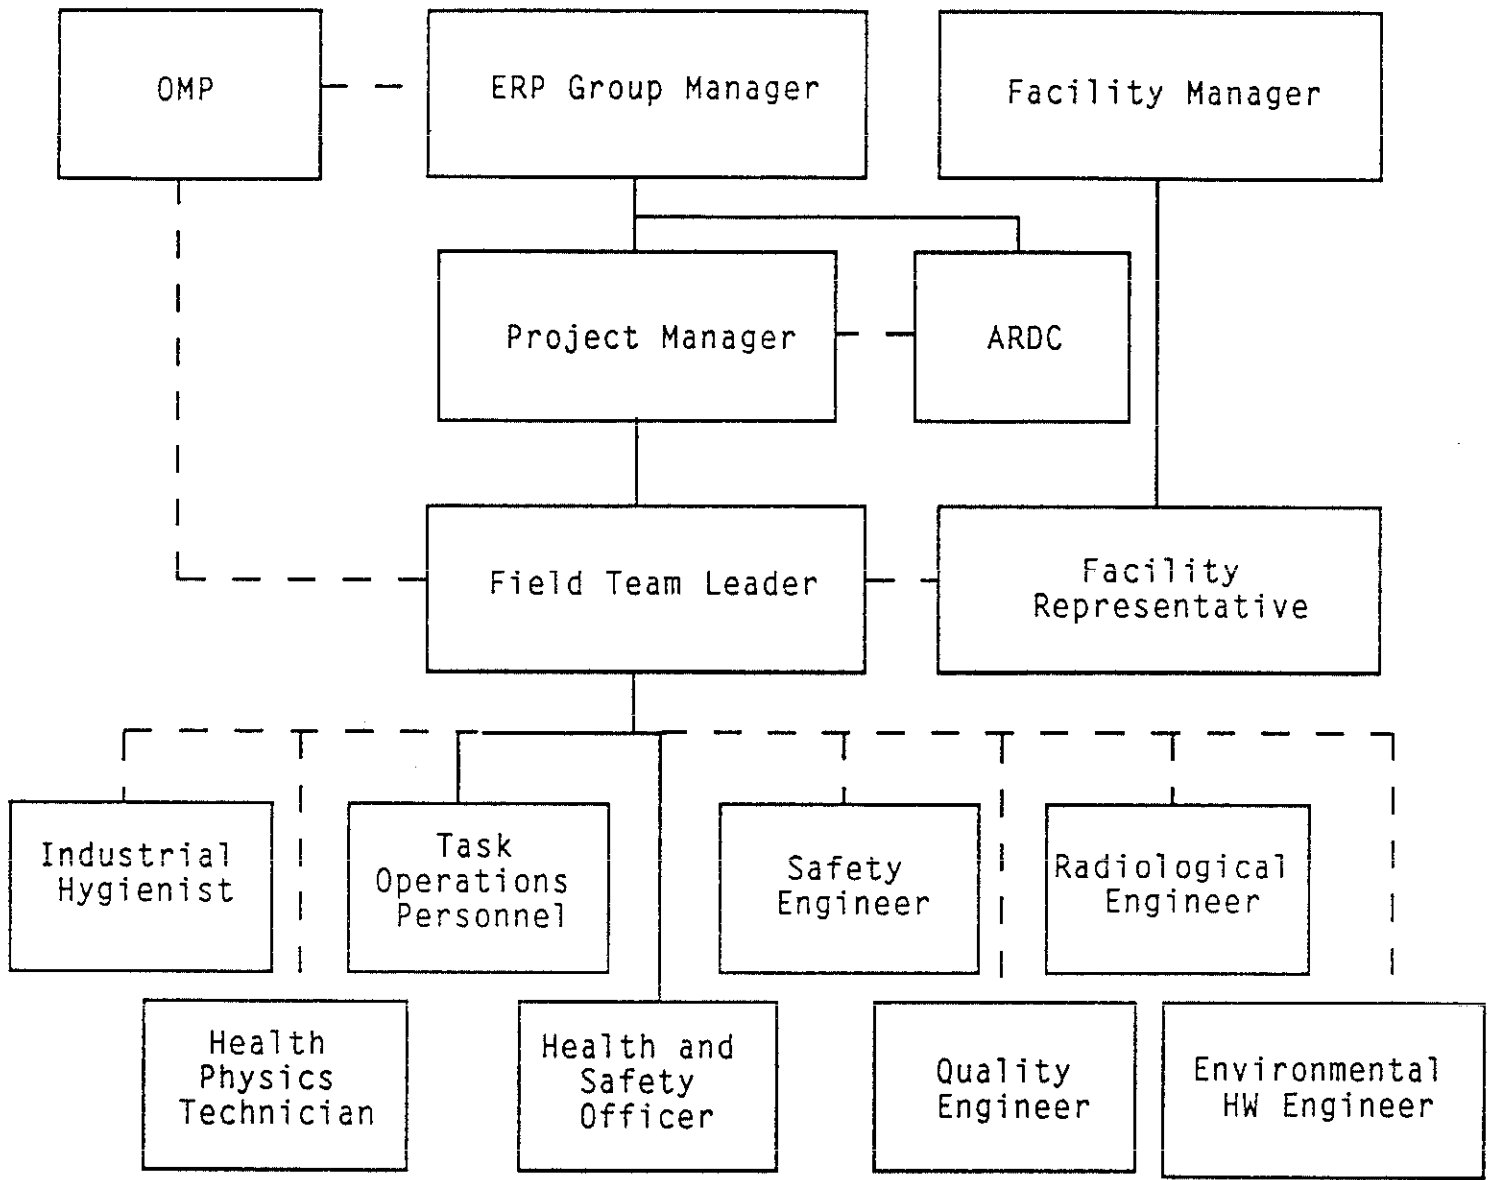 OMP
ERP Group Manager
Facility Manager
Project Manager
ARDC
Field Team Leader
Facility
Representative
Industrial
Hygienist
Task
Operations
Personnel
Safety
Engineer
Radiological
Engineer
Health
Physics
Technician
Health and
Safety
Officer
Quality
Engineer
Environmental
HW Engineer